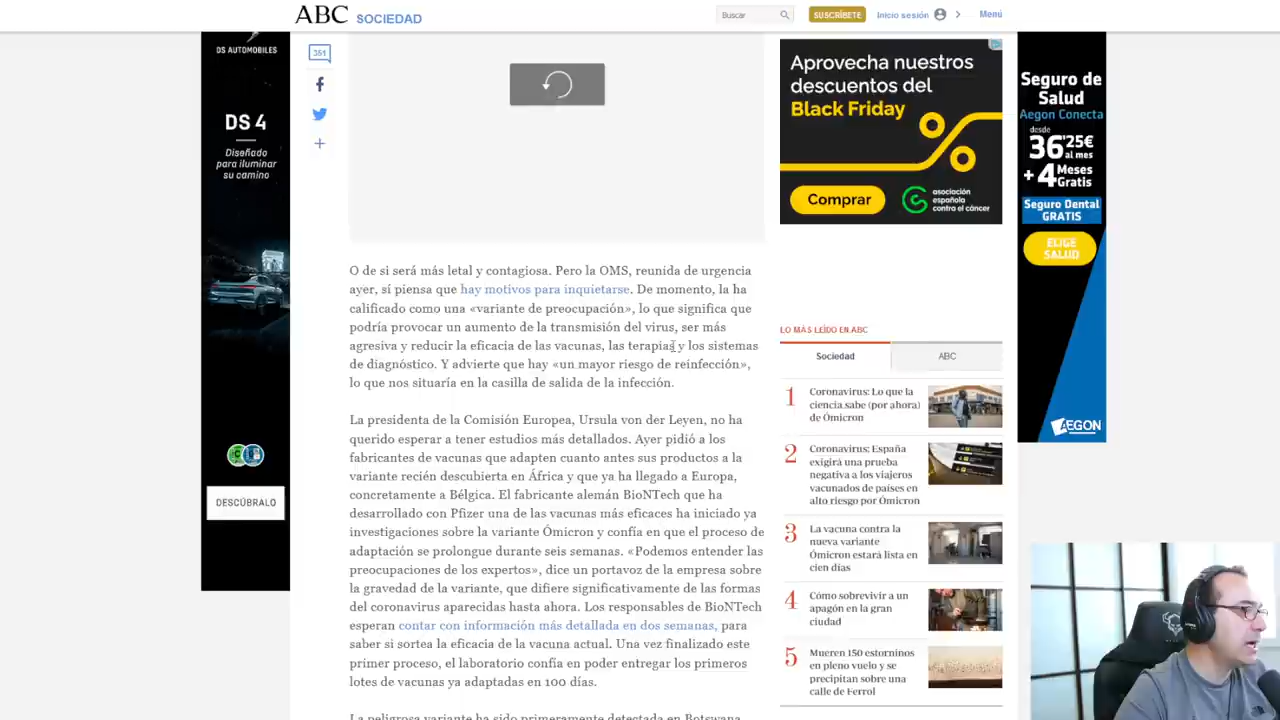 ABC SOCIEDAD
Buscar
SUSCRÍBETE
Inicio sesión
Menú
DS AUTOMOBILES
DS 4
Diseñado
para iluminar
su camino
DESCÚBRALO
351
O de si será más letal y contagiosa. Pero la OMS, reunida de urgencia
ayer, sí piensa que hay motivos para inquietarse. De momento, la ha
calificado como una «variante de preocupación», lo que significa que
podría provocar un aumento de la transmisión del virus, ser más
agresiva y reducir la eficacia de las vacunas, las terapias y los sistemas
de diagnóstico. Y advierte que hay «un mayor riesgo de reinfección»,
lo que nos situaría en la casilla de salida de la infección.
La presidenta de la Comisión Europea, Ursula von der Leyen, no ha
querido esperar a tener estudios más detallados. Ayer pidió a los
fabricantes de vacunas que adapten cuanto antes sus productos a la
variante recién descubierta en África y que ya ha llegado a Europa,
concretamente a Bélgica. El fabricante alemán BioNTech que ha
desarrollado con Pfizer una de las vacunas más eficaces ha iniciado ya
investigaciones sobre la variante Ómicron y confía en que el proceso de
adaptación se prolongue durante seis semanas. «Podemos entender las
preocupaciones de los expertos», dice un portavoz de la empresa sobre
la gravedad de la variante, que difiere significativamente de las formas
del coronavirus aparecidas hasta ahora. Los responsables de BioNTech
esperan contar con información más detallada en dos semanas, para
saber si sortea la eficacia de la vacuna actual. Una vez finalizado este
primer proceso, el laboratorio confía en poder entregar los primeros
lotes de vacunas ya adaptadas en 100 días.
La peligrosa variante ha sido primeramente detectada en Botswana
Aprovecha nuestros
descuentos del
Black Friday
Comprar
asociación
española
contra el cáncer
LO MÁS LEÍDO EN ABC
Sociedad
ABC
1 Coronavirus: Lo que la
ciencia sabe (por ahora)
de Ómicron
2 Coronavirus: España
exigirá una prueba
negativa a los viajeros
vacunados de países en
alto riesgo por Ómicron
3 La vacuna contra la
nueva variante
Ómicron estará lista en
cien días
4 Cómo sobrevivir a un
apagón en la gran
ciudad
5 Mueren 150 estorninos
en pleno vuelo y se
precipitan sobre una
calle de Ferrol
Seguro de
Salud
Aegon Conecta
desde
36'25€
al mes
+4 Meses
Gratis
Seguro Dental
GRATIS
ELIGE
SALUD
AEGON